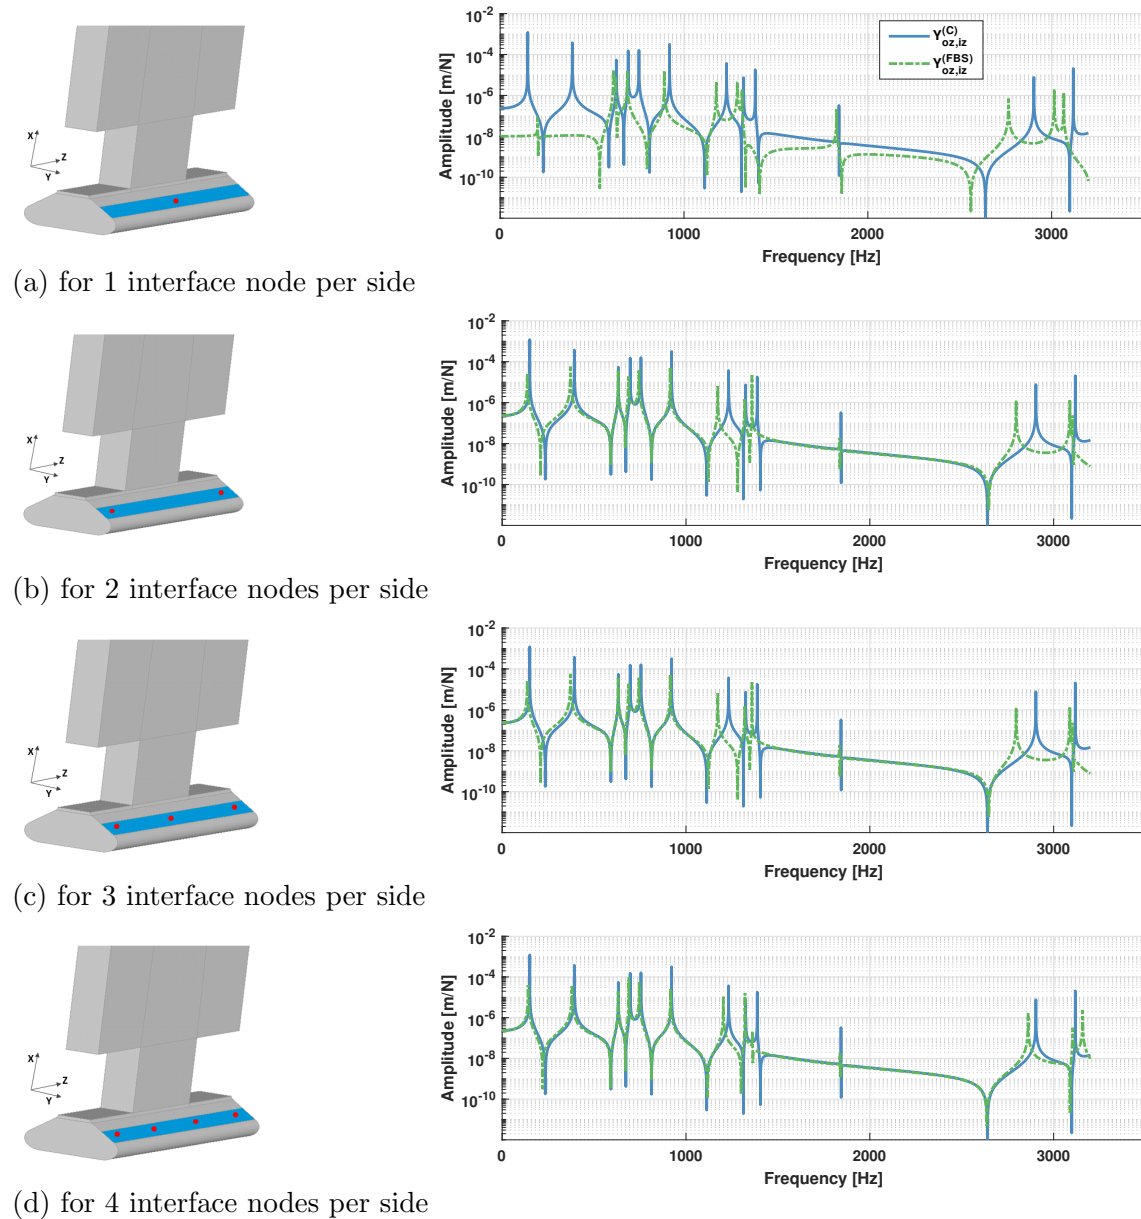 X
Z
Y
10^-2
10^-4
10^-6
10^-8
10^-10
Amplitude [m/N]
Y_{oz,iz}^{(C)}
Y_{oz,iz}^{(FBS)}
0
1000
2000
3000
Frequency [Hz]
(a) for 1 interface node per side
X
Z
Y
10^-2
10^-4
10^-6
10^-8
10^-10
Amplitude [m/N]
0
1000
2000
3000
Frequency [Hz]
(b) for 2 interface nodes per side
X
Z
Y
10^-2
10^-4
10^-6
10^-8
10^-10
Amplitude [m/N]
0
1000
2000
3000
Frequency [Hz]
(c) for 3 interface nodes per side
X
Z
Y
10^-2
10^-4
10^-6
10^-8
10^-10
Amplitude [m/N]
0
1000
2000
3000
Frequency [Hz]
(d) for 4 interface nodes per side